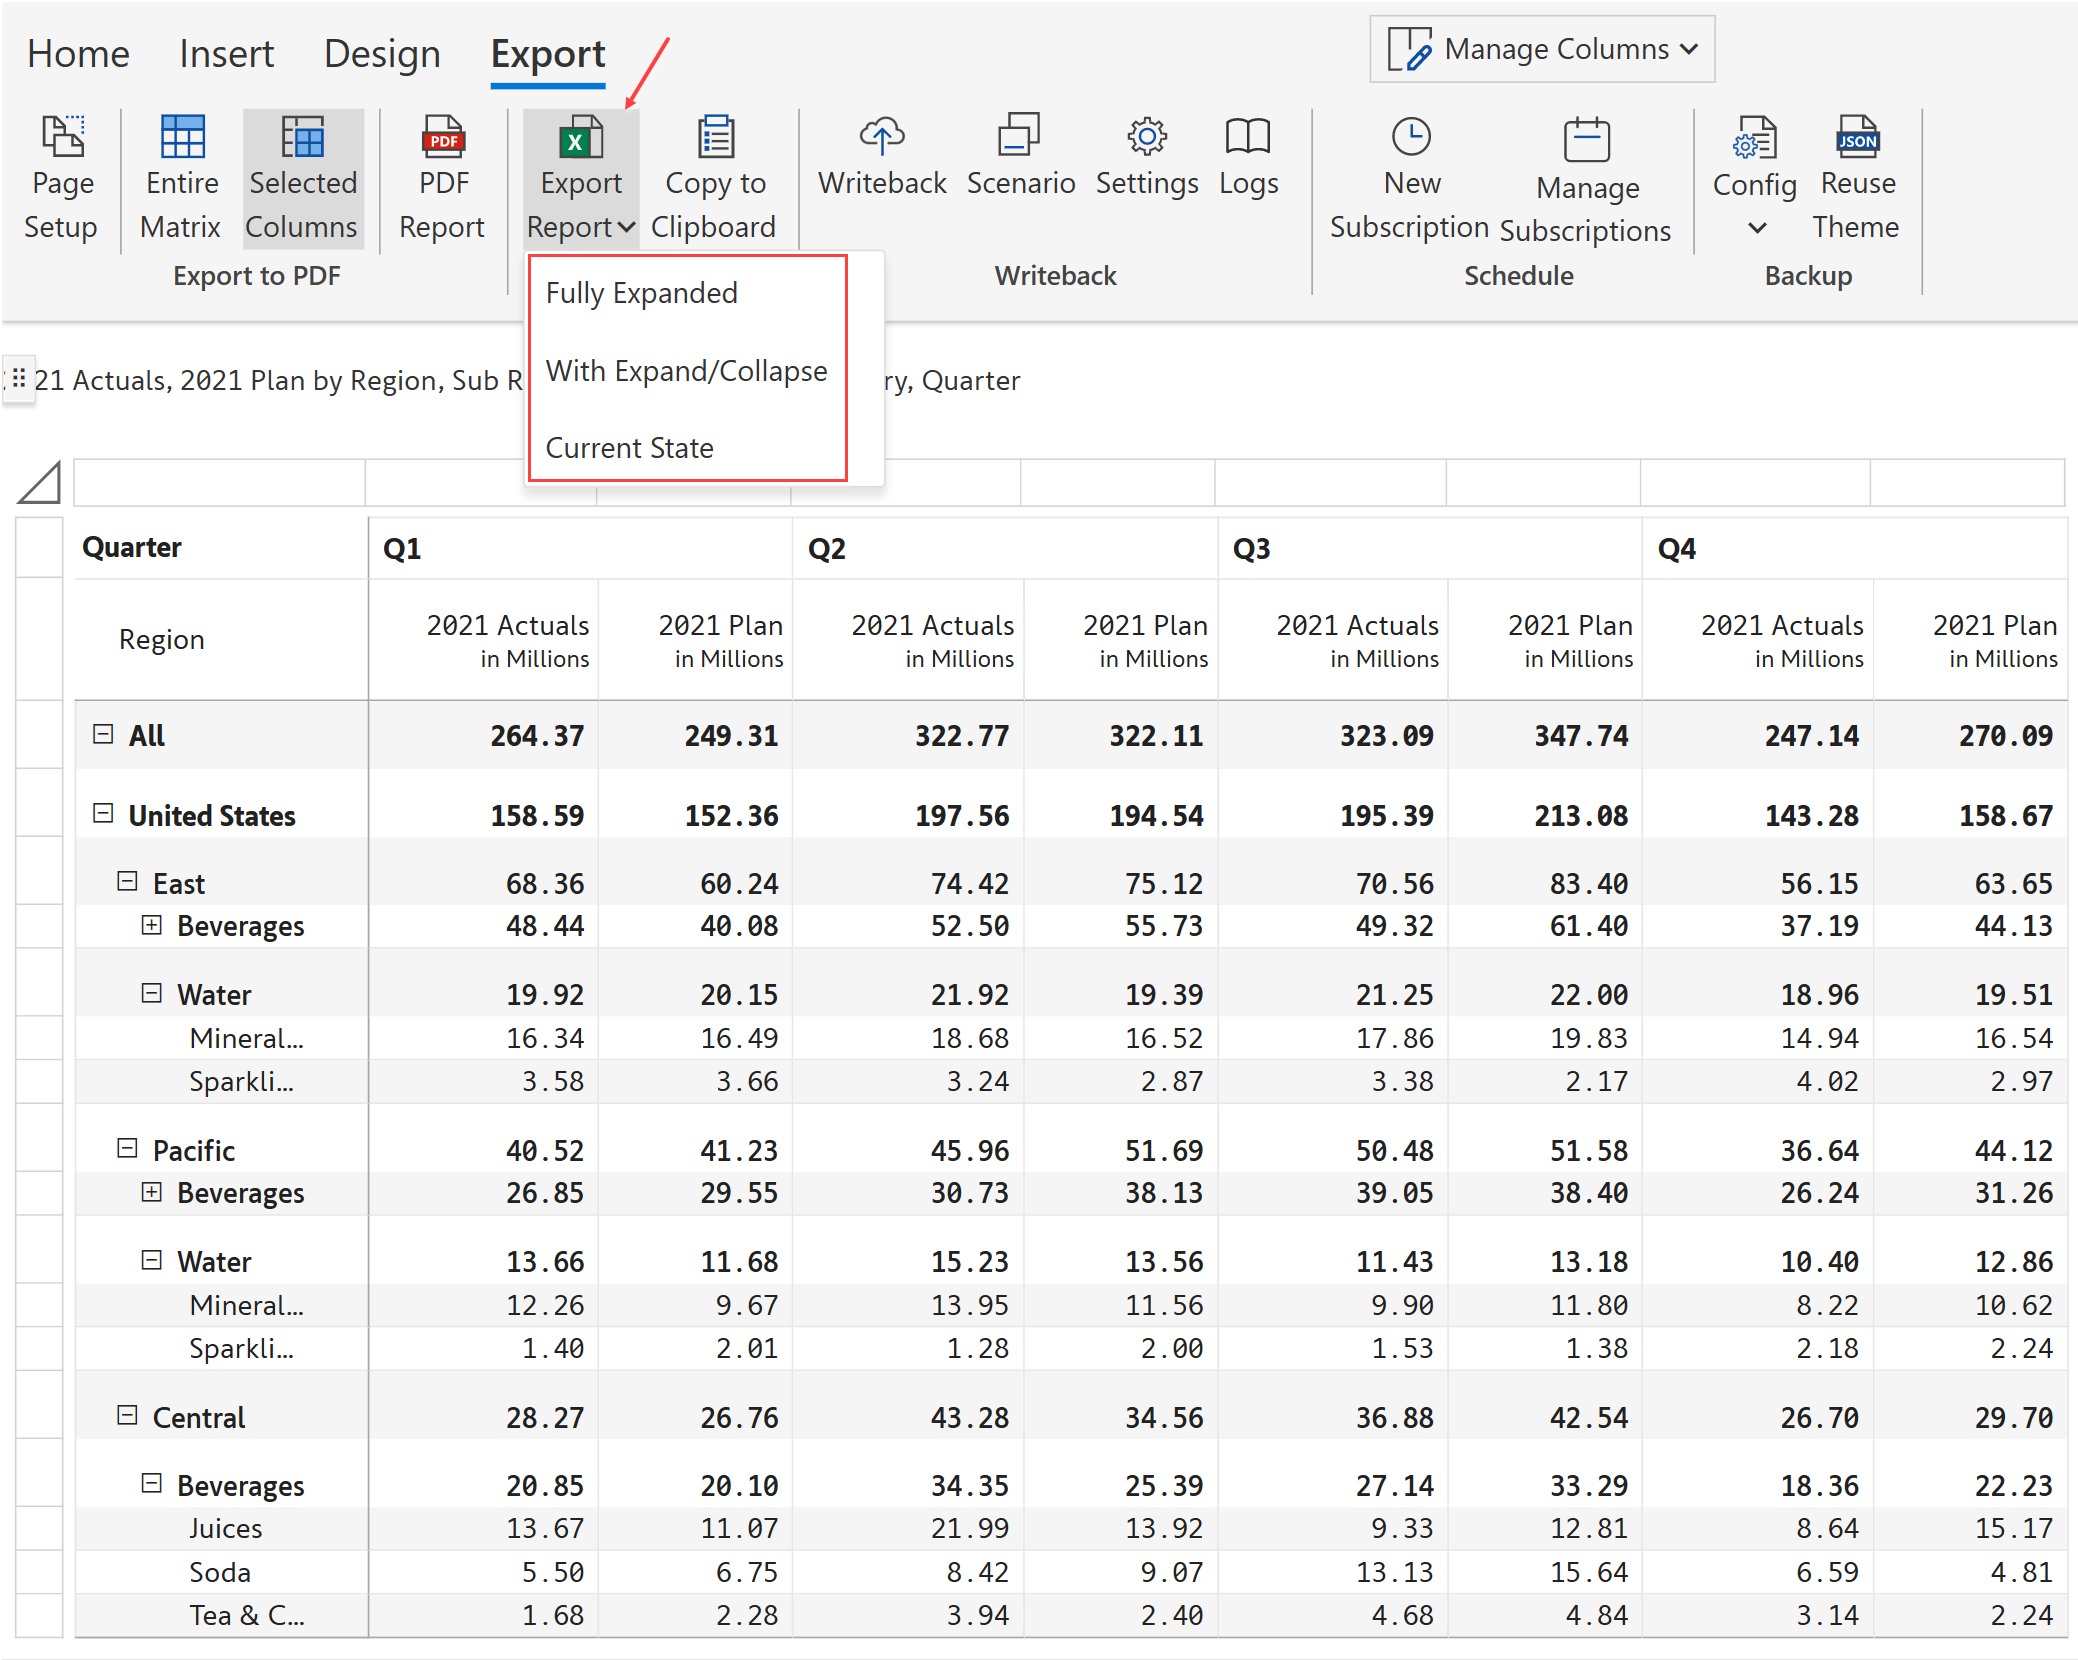 Home Insert Design Export
Manage Columns
Page Setup
Entire Matrix
Selected Columns
PDF
PDF Report
X
Export Report
Copy to Clipboard
Writeback
Scenario
Settings
Logs
New Subscription
Manage Subscriptions
Config
JSON
Reuse Theme
Export to PDF
Writeback
Schedule
Backup
Fully Expanded
With Expand/Collapse
Current State
21 Actuals, 2021 Plan by Region, Sub R ry, Quarter
Quarter Q1 Q2 Q3 Q4
Region 2021 Actuals in Millions 2021 Plan in Millions 2021 Actuals in Millions 2021 Plan in Millions 2021 Actuals in Millions 2021 Plan in Millions 2021 Actuals in Millions 2021 Plan in Millions
All 264.37 249.31 322.77 322.11 323.09 347.74 247.14 270.09
United States 158.59 152.36 197.56 194.54 195.39 213.08 143.28 158.67
East 68.36 60.24 74.42 75.12 70.56 83.40 56.15 63.65
Beverages 48.44 40.08 52.50 55.73 49.32 61.40 37.19 44.13
Water 19.92 20.15 21.92 19.39 21.25 22.00 18.96 19.51
Mineral... 16.34 16.49 18.68 16.52 17.86 19.83 14.94 16.54
Sparkli... 3.58 3.66 3.24 2.87 3.38 2.17 4.02 2.97
Pacific 40.52 41.23 45.96 51.69 50.48 51.58 36.64 44.12
Beverages 26.85 29.55 30.73 38.13 39.05 38.40 26.24 31.26
Water 13.66 11.68 15.23 13.56 11.43 13.18 10.40 12.86
Mineral... 12.26 9.67 13.95 11.56 9.90 11.80 8.22 10.62
Sparkli... 1.40 2.01 1.28 2.00 1.53 1.38 2.18 2.24
Central 28.27 26.76 43.28 34.56 36.88 42.54 26.70 29.70
Beverages 20.85 20.10 34.35 25.39 27.14 33.29 18.36 22.23
Juices 13.67 11.07 21.99 13.92 9.33 12.81 8.64 15.17
Soda 5.50 6.75 8.42 9.07 13.13 15.64 6.59 4.81
Tea & C... 1.68 2.28 3.94 2.40 4.68 4.84 3.14 2.24